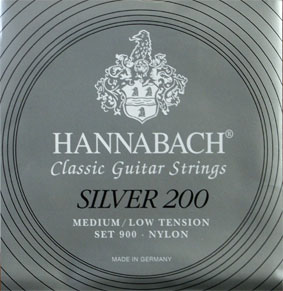 HANNABACH®
Classic Guitar Strings
SILVER 200
MEDIUM / LOW TENSION
SET 900 · NYLON
MADE IN GERMANY